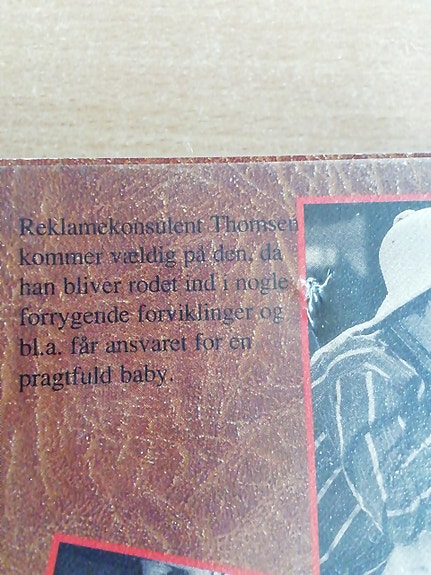 Reklamekonsulent Thomsen
kommer vældig på den, da
han bliver rodet ind i nogle
forrygende forviklinger og
bl.a. får ansvaret for en
pragtfuld baby.